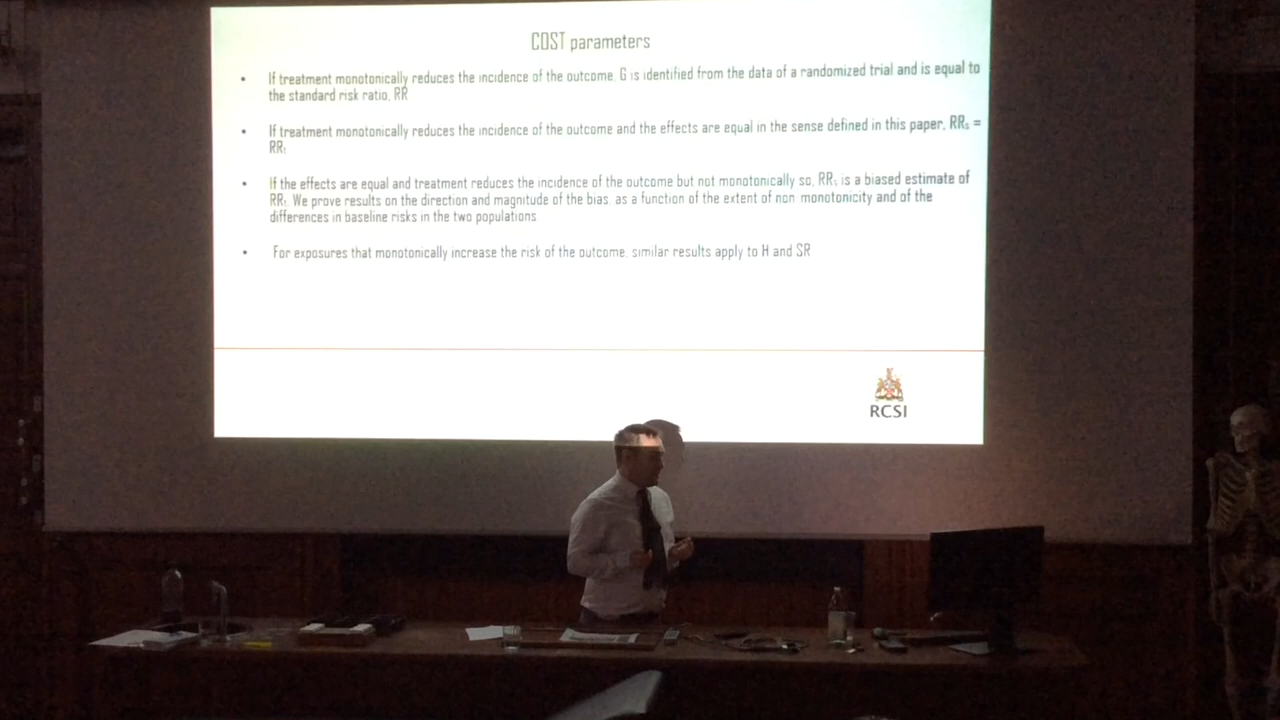 COST parameters
• If treatment monotonically reduces the incidence of the outcome, G is identified from the data of a randomized trial and is equal to
the standard risk ratio, RR
• If treatment monotonically reduces the incidence of the outcome and the effects are equal in the sense defined in this paper, RRs =
RRt
• If the effects are equal and treatment reduces the incidence of the outcome but not monotonically so, RRs is a biased estimate of
RRt. We prove results on the direction and magnitude of the bias, as a function of the extent of non monotonicity and of the
differences in baseline risks in the two populations
• For exposures that monotonically increase the risk of the outcome, similar results apply to H and SR
RCSI